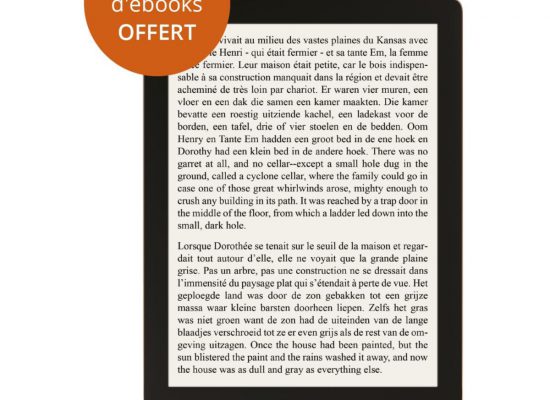 d'ebooks
OFFERT
vivait au milieu des vastes plaines du Kansas avec
Henri - qui était fermier - et sa tante Em, la femme
fermier. Leur maison était petite, car le bois indispen-
sable à sa construction manquait dans la région et devait être
acheminé de très loin par chariot. Er waren vier muren, een
vloer en een dak die samen een kamer maakten. Die kamer
bevatte een roestig uitziende kachel, een ladekast voor de
borden, een tafel, drie of vier stoelen en de bedden. Oom
Henry en Tante Em hadden een groot bed in de ene hoek en
Dorothy had een klein bed in de andere hoek. There was no
garret at all, and no cellar--except a small hole dug in the
ground, called a cyclone cellar, where the family could go in
case one of those great whirlwinds arose, mighty enough to
crush any building in its path. It was reached by a trap door in
the middle of the floor, from which a ladder led down into the
small, dark hole.
Lorsque Dorothée se tenait sur le seuil de la maison et regar-
dait tout autour d'elle, elle ne voyait que la grande plaine
grise. Pas un arbre, pas une construction ne se dressait dans
l'immensité du paysage plat qui s'étendait à perte de vue. Het
geploegde land was door de zon gebakken tot een grijze
massa waar kleine barsten doorheen liepen. Zelfs het gras
was niet groen want de zon had de uiteinden van de lange
blaadjes verschroeid tot ze er even grijs als de rest van de om-
geving uitzagen. Once the house had been painted, but the
sun blistered the paint and the rains washed it away, and now
the house was as dull and gray as everything else.